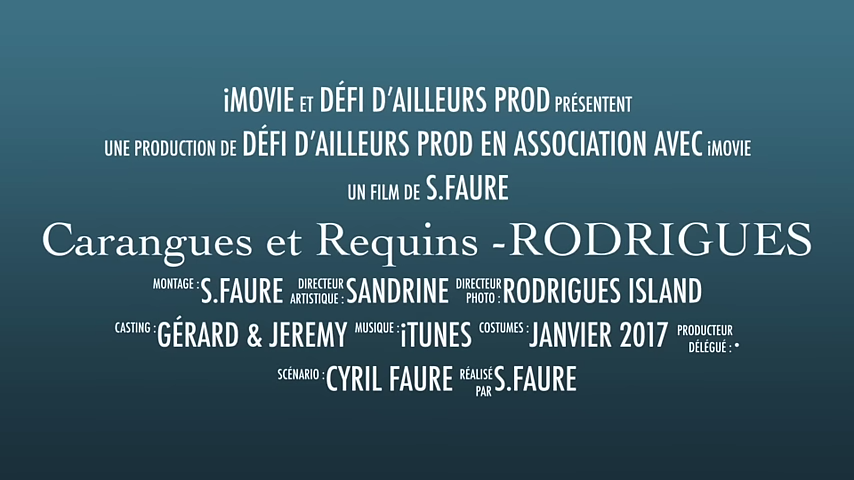 iMOVIE ET DÉFI D'AILLEURS PROD PRÉSENTENT
UNE PRODUCTION DE DÉFI D'AILLEURS PROD EN ASSOCIATION AVEC iMOVIE
UN FILM DE S.FAURE
Carangues et Requins -RODRIGUES
MONTAGE : S.FAURE DIRECTEUR ARTISTIQUE : SANDRINE DIRECTEUR PHOTO : RODRIGUES ISLAND
CASTING : GÉRARD & JEREMY MUSIQUE : iTUNES COSTUMES : JANVIER 2017 PRODUCTEUR DÉLÉGUÉ : .
SCÉNARIO : CYRIL FAURE RÉALISÉ PAR S.FAURE